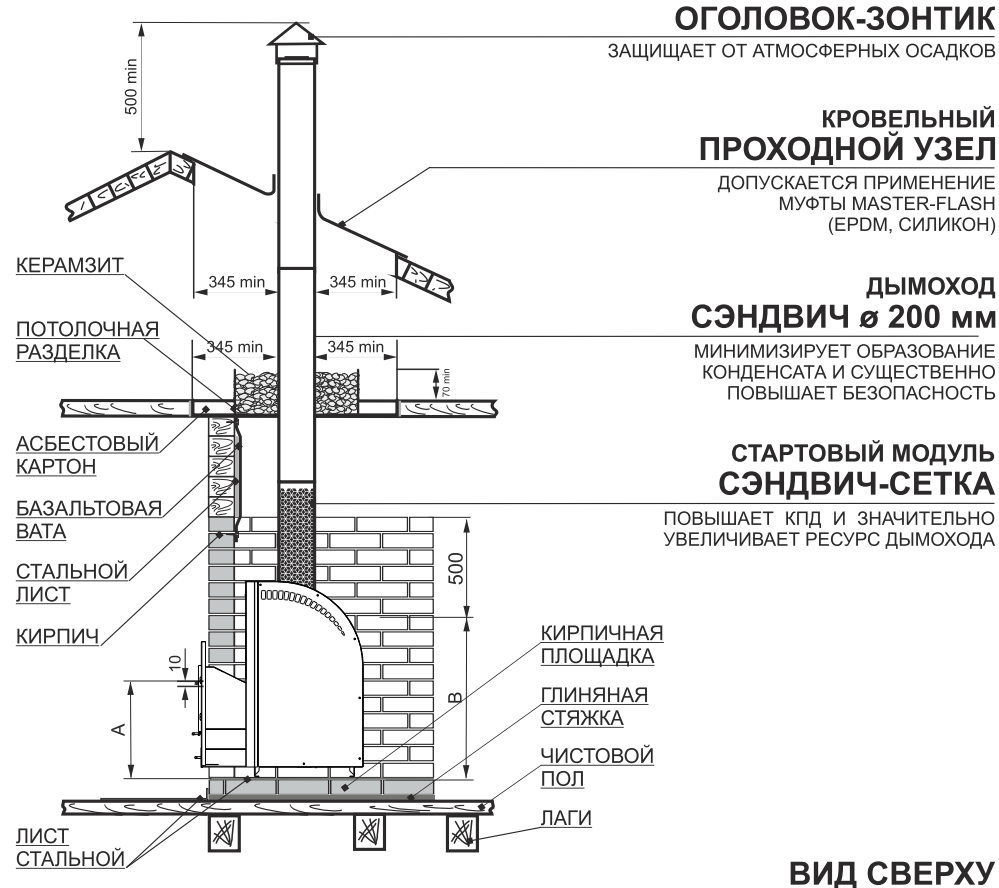 ОГОЛОВОК-ЗОНТИК
ЗАЩИЩАЕТ ОТ АТМОСФЕРНЫХ ОСАДКОВ
500 min
КРОВЕЛЬНЫЙ
ПРОХОДНОЙ УЗЕЛ
ДОПУСКАЕТСЯ ПРИМЕНЕНИЕ
МУФТЫ MASTER-FLASH
(EPDM, СИЛИКОН)
КЕРАМЗИТ
345 min
345 min
ДЫМОХОД
СЭНДВИЧ ø 200 мм
МИНИМИЗИРУЕТ ОБРАЗОВАНИЕ
КОНДЕНСАТА И СУЩЕСТВЕННО
ПОВЫШАЕТ БЕЗОПАСНОСТЬ
ПОТОЛОЧНАЯ
РАЗДЕЛКА
345 min
345 min
70 min
АСБЕСТОВЫЙ
КАРТОН
СТАРТОВЫЙ МОДУЛЬ
СЭНДВИЧ-СЕТКА
ПОВЫШАЕТ КПД И ЗНАЧИТЕЛЬНО
УВЕЛИЧИВАЕТ РЕСУРС ДЫМОХОДА
БАЗАЛЬТОВАЯ
ВАТА
СТАЛЬНОЙ
ЛИСТ
500
КИРПИЧ
10
A
B
КИРПИЧНАЯ
ПЛОЩАДКА
ГЛИНЯНАЯ
СТЯЖКА
ЧИСТОВОЙ
ПОЛ
ЛАГИ
ЛИСТ
СТАЛЬНОЙ
ВИД СВЕРХУ